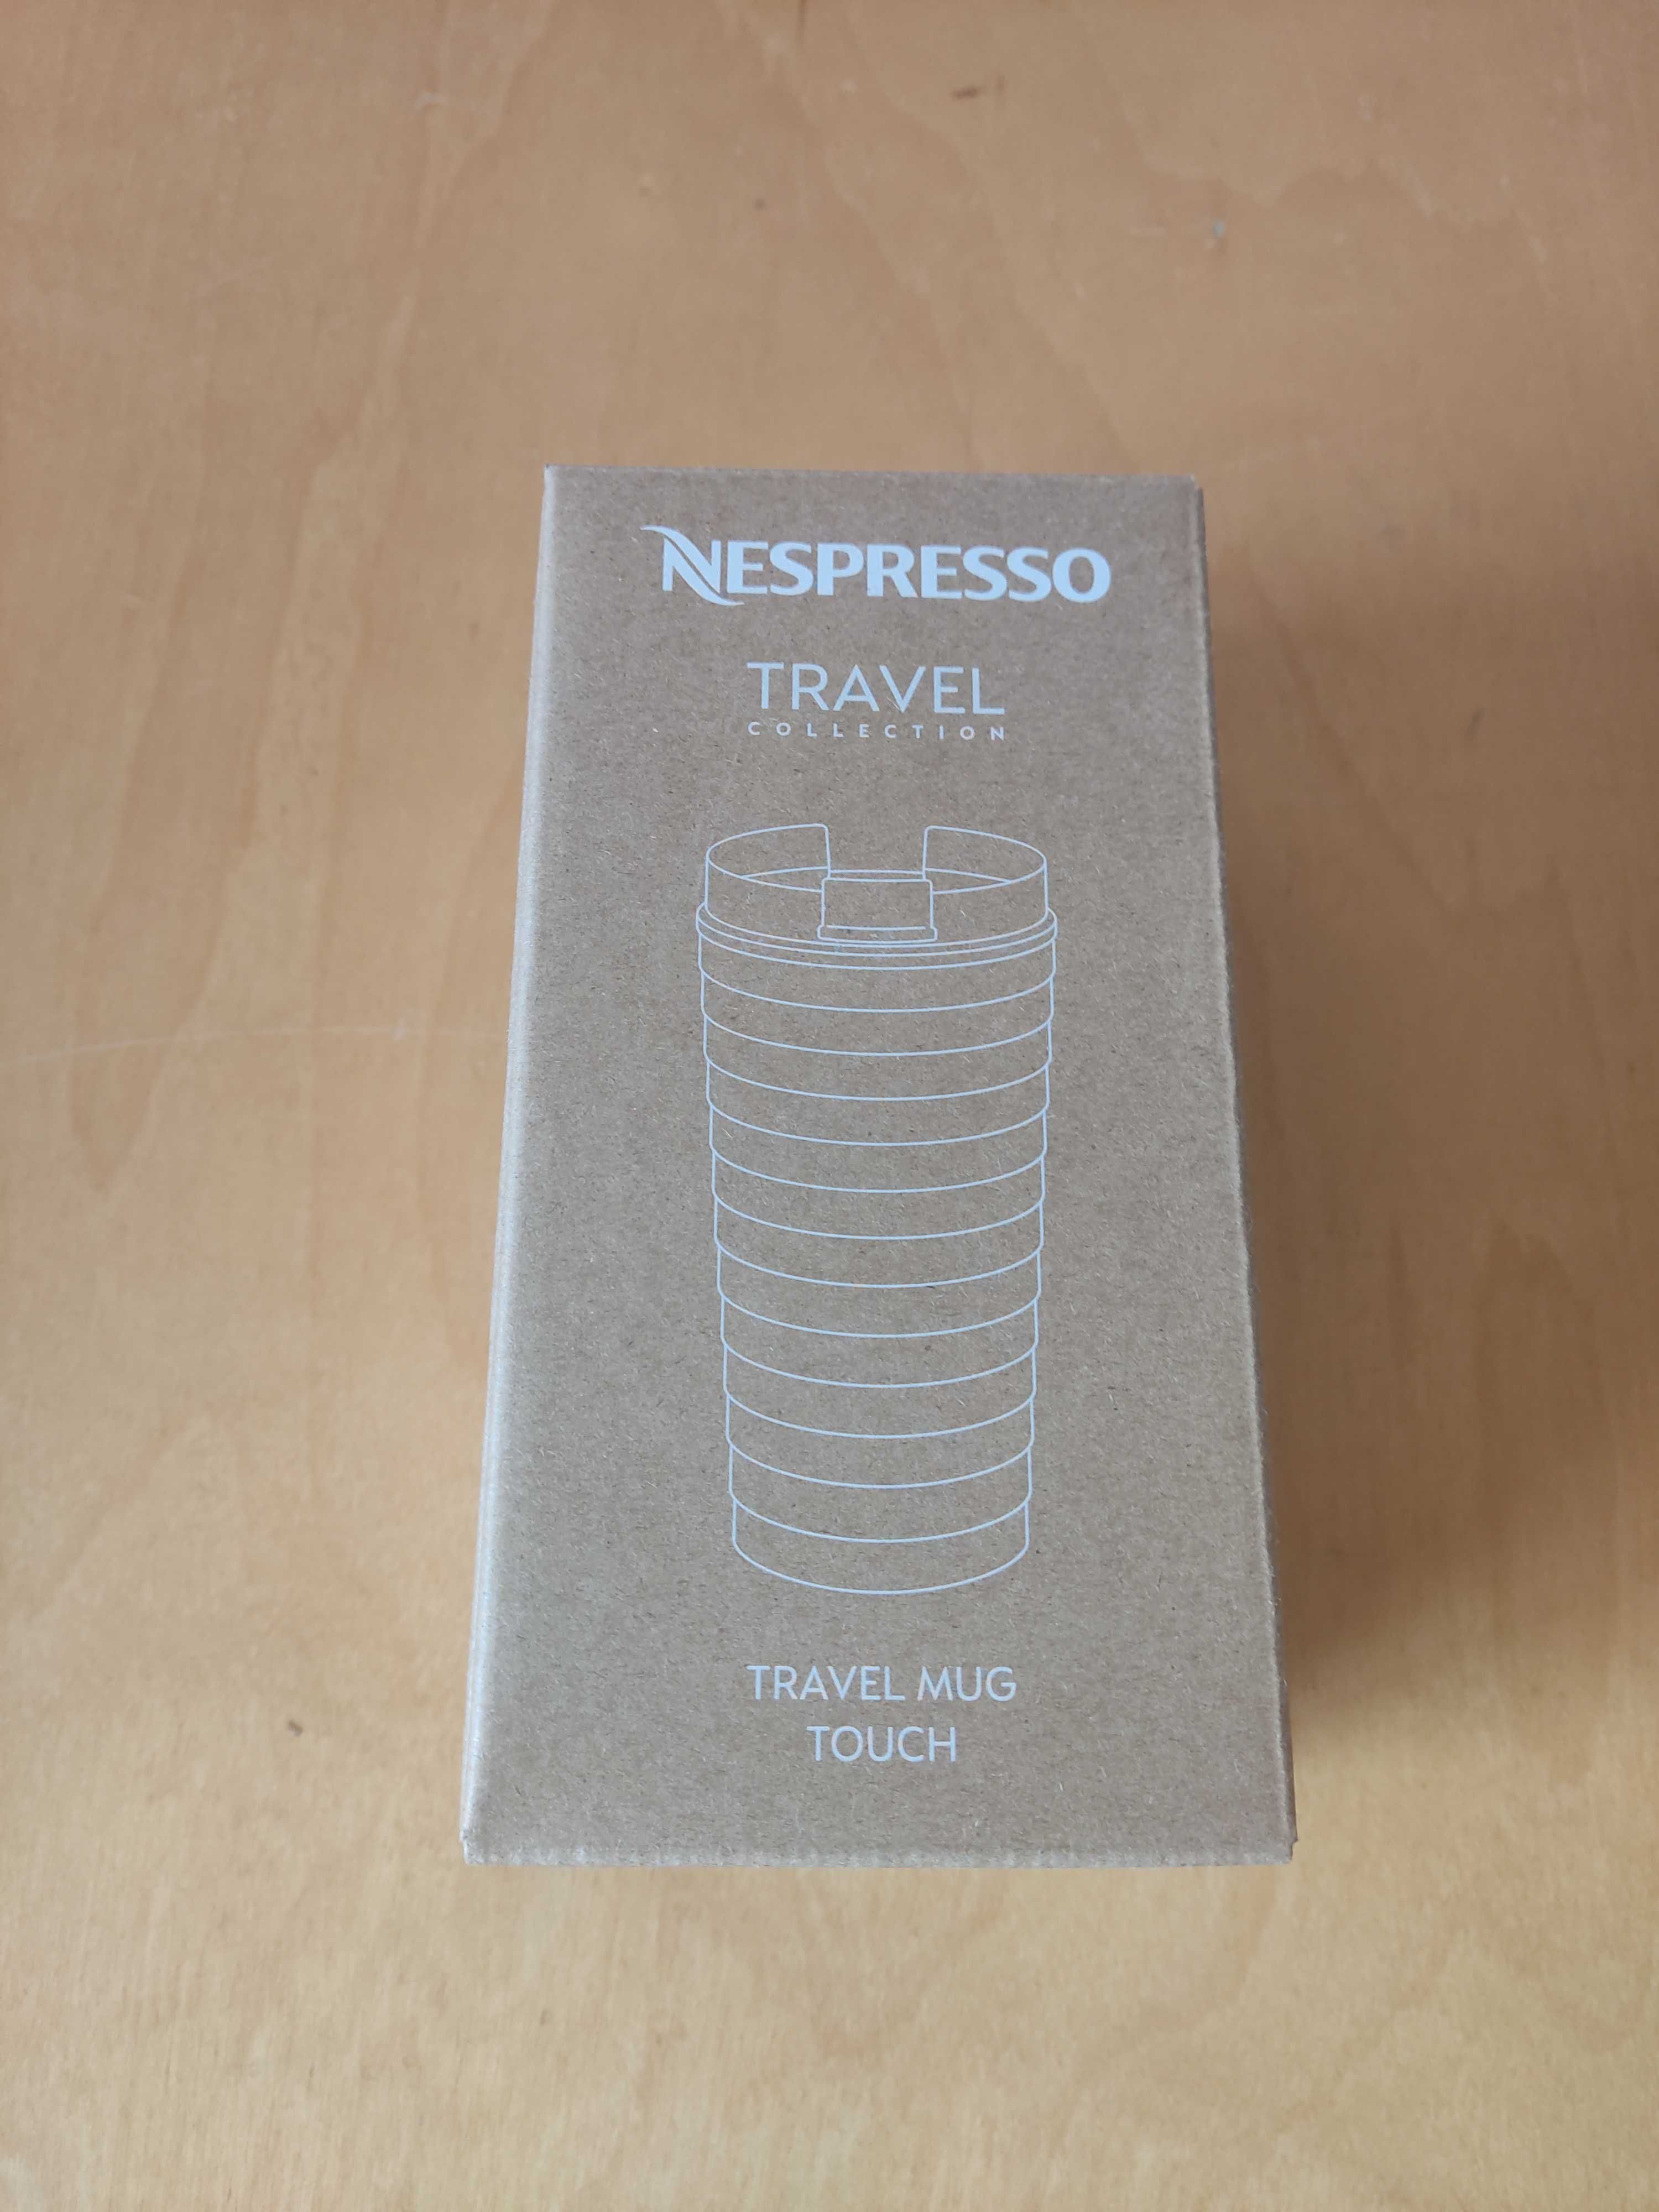 NESPRESSO
TRAVEL
COLLECTION
TRAVEL MUG
TOUCH